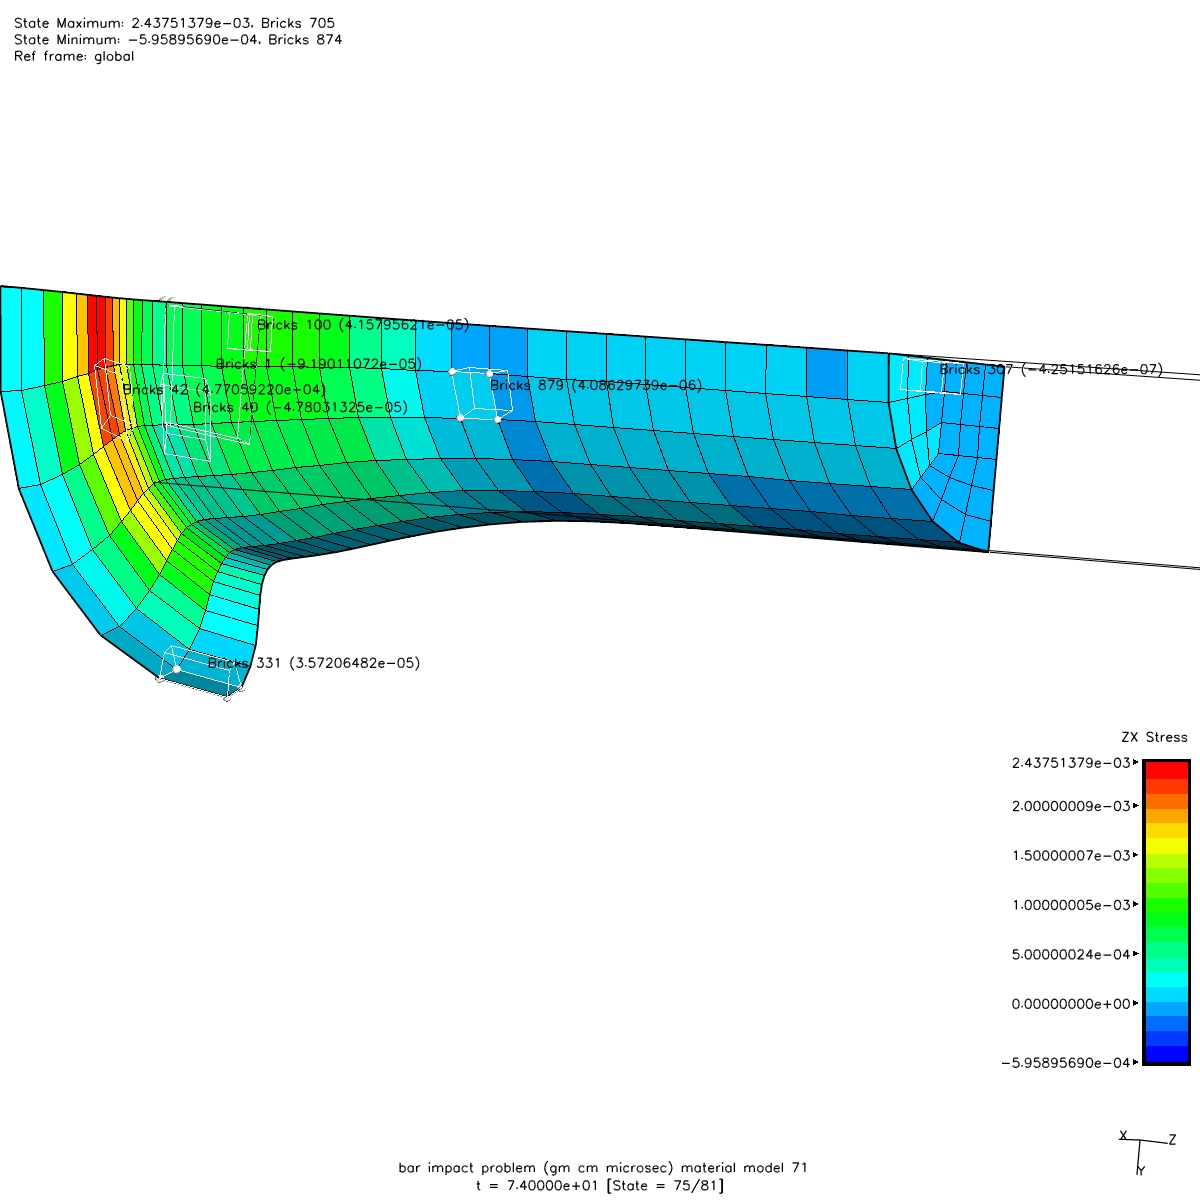 State Maximum: 2.43751379e-03, Bricks 705
State Minimum: -5.95895690e-04, Bricks 874
Ref frame: global
Bricks 100 (4.15795621e-05)
Bricks 1 (-9.19011072e-05)
Bricks 307 (-4.25151626e-07)
Bricks 42 (4.77059220e-04)
Bricks 879 (4.08629739e-06)
Bricks 40 (-4.78031325e-05)
Bricks 331 (3.57206482e-05)
ZX Stress
2.43751379e-03
2.00000009e-03
1.50000007e-03
1.00000005e-03
5.00000024e-04
0.00000000e+00
-5.95895690e-04
X
Z
Y
bar impact problem (gm cm microsec) material model 71
t = 7.40000e+01 [State = 75/81]